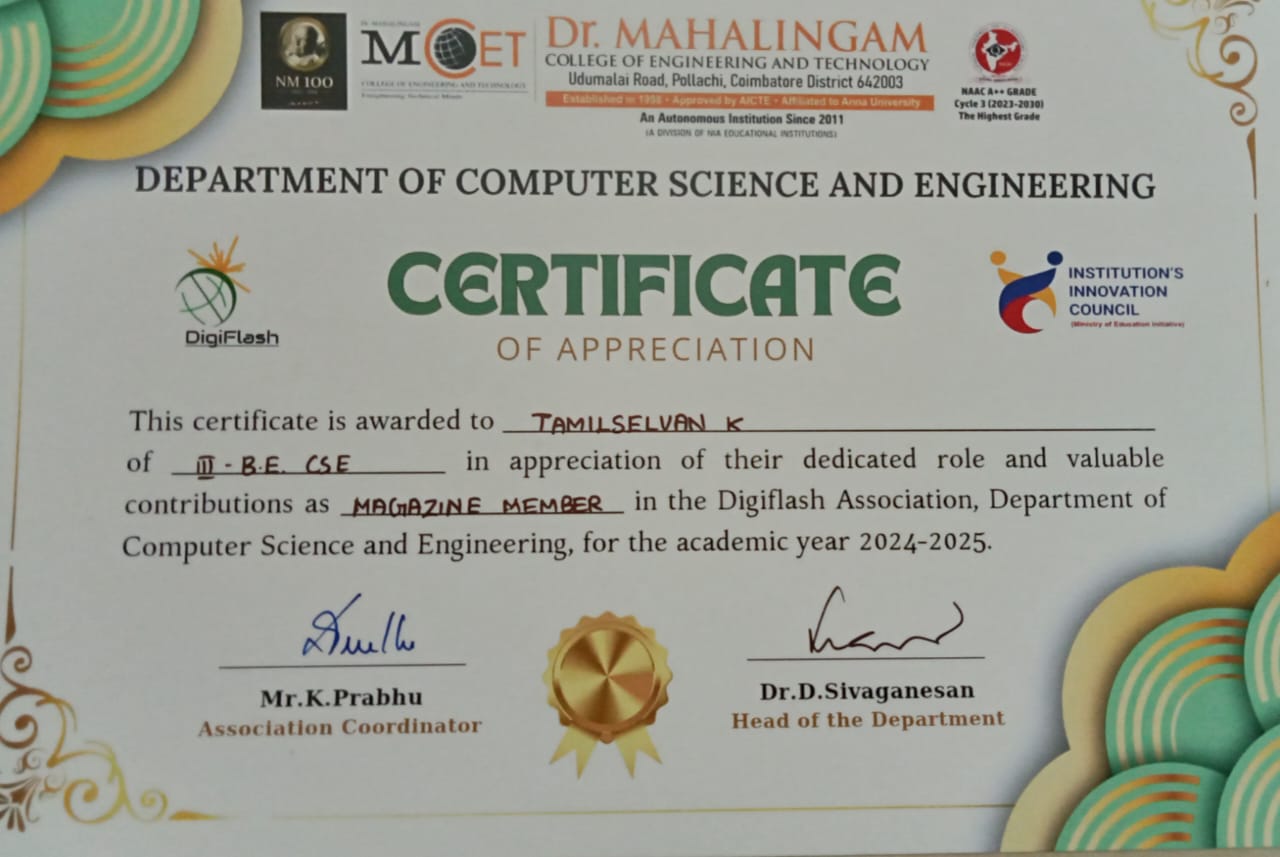 NM 100
DR. MAHALINGAM
MCET
COLLEGE OF ENGINEERING AND TECHNOLOGY
Dr. MAHALINGAM
COLLEGE OF ENGINEERING AND TECHNOLOGY
Udumalai Road, Pollachi, Coimbatore District 642003
Established in 1998 • Approved by AICTE • Affiliated to Anna University
An Autonomous Institution Since 2011
(A DIVISION OF NIA EDUCATIONAL INSTITUTIONS)
NAAC A++ GRADE
Cycle 3 (2023-2030)
The Highest Grade
DEPARTMENT OF COMPUTER SCIENCE AND ENGINEERING
DigiFlash
CERTIFICATE
OF APPRECIATION
INSTITUTION'S
INNOVATION
COUNCIL
(Ministry of Education Initiative)
This certificate is awarded to TAMILSELVAN K
of III - B.E. CSE in appreciation of their dedicated role and valuable
contributions as MAGAZINE MEMBER in the Digiflash Association, Department of
Computer Science and Engineering, for the academic year 2024-2025.
Mr.K.Prabhu
Association Coordinator
Dr.D.Sivaganesan
Head of the Department